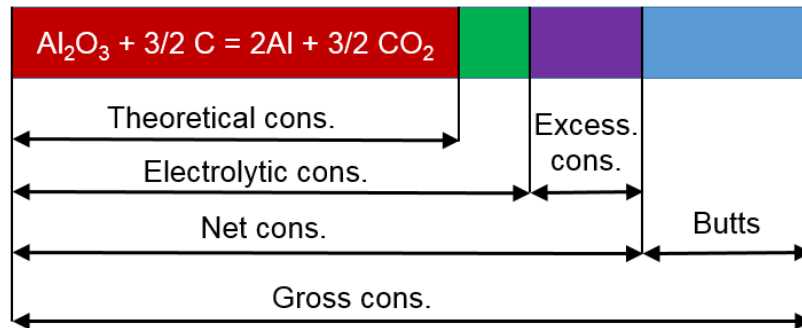 Al₂O₃ + 3/2 C = 2Al + 3/2 CO₂
Theoretical cons.
Excess.
cons.
Electrolytic cons.
Net cons.
Butts
Gross cons.